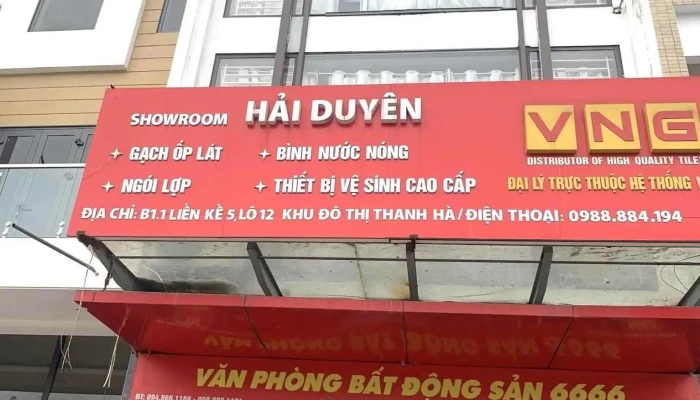 SHOWROOM HẢI DUYÊN
VNG
DISTRIBUTOR OF HIGH QUALITY TILE
GẠCH ỐP LÁT
BÌNH NƯỚC NÓNG
NGÓI LỢP
THIẾT BỊ VỆ SINH CAO CẤP
ĐẠI LÝ TRỰC THUỘC HỆ THỐNG
ĐỊA CHỈ: B1.1 LIỀN KỀ 5, LÔ 12 KHU ĐÔ THỊ THANH HÀ / ĐIỆN THOẠI: 0988.884.194
VĂN PHÒNG BẤT ĐỘNG SẢN 6666